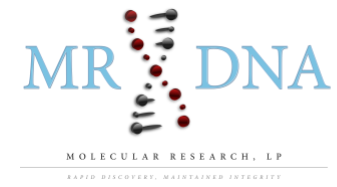 MR DNA
MOLECULAR RESEARCH, LP
RAPID DISCOVERY, MAINTAINED INTEGRITY